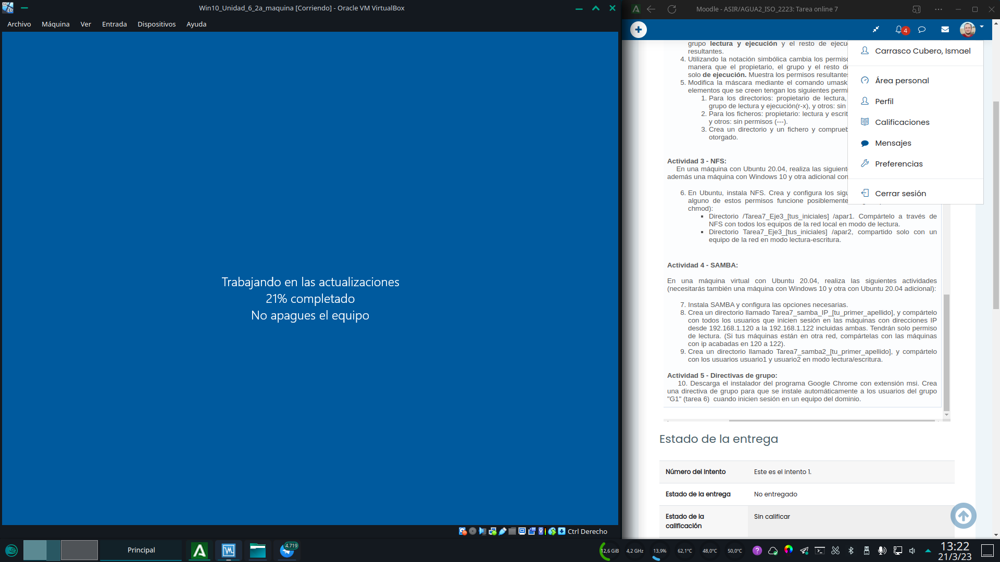 Win10_Unidad_6_2a_maquina [Corriendo] - Oracle VM VirtualBox
Archivo Máquina Ver Entrada Dispositivos Ayuda
Trabajando en las actualizaciones
21% completado
No apagues el equipo
Ctrl Derecho
Moodle - ASIR/AGUA2_ISO_2223: Tarea online 7
4
Carrasco Cubero, Ismael
Área personal
Perfil
Calificaciones
Mensajes
Preferencias
Cerrar sesión
grupo lectura y ejecución y el resto de ejecu
resultantes.
4. Utilizando la notación simbólica cambia los permiso
manera que el propietario, el grupo y el resto de
solo de ejecución. Muestra los permisos resultantes
5. Modifica la máscara mediante el comando umask
elementos que se creen tengan los siguientes permi
1. Para los directorios: propietario de lectura,
grupo de lectura y ejecución(r-x), y otros: sin
2. Para los ficheros: propietario: lectura y escrit
y otros: sin permisos (---).
3. Crea un directorio y un fichero y comprueb
otorgado.
Actividad 3 - NFS:
En una máquina con Ubuntu 20.04, realiza las siguiente
además una máquina con Windows 10 y otra adicional con
6. En Ubuntu, instala NFS. Crea y configura los sigu
alguno de estos permisos funcione posiblemente
chmod):
▪ Directorio /Tarea7_Eje3_[tus_iniciales] /apar1. Compártelo a través de
NFS con todos los equipos de la red local en modo de lectura.
▪ Directorio Tarea7_Eje3_[tus_iniciales] /apar2, compartido solo con un
equipo de la red en modo lectura-escritura.
Actividad 4 - SAMBA:
En una máquina virtual con Ubuntu 20.04, realiza las siguientes actividades
(necesitarás también una máquina con Windows 10 y otra con Ubuntu 20.04 adicional):
7. Instala SAMBA y configura las opciones necesarias.
8. Crea un directorio llamado Tarea7_samba_IP_[tu_primer_apellido], y compártelo
con todos los usuarios que inicien sesión en las máquinas con direcciones IP
desde 192.168.1.120 a la 192.168.1.122 incluidas ambas. Tendrán solo permiso
de lectura. (Si tus máquinas están en otra red, compártelas con las máquinas
con ip acabadas en 120 a 122).
9. Crea un directorio llamado Tarea7_samba2_[tu_primer_apellido], y compártelo
con los usuarios usuario1 y usuario2 en modo lectura/escritura.
Actividad 5 - Directivas de grupo:
10. Descarga el instalador del programa Google Chrome con extensión msi. Crea
una directiva de grupo para que se instale automáticamente a los usuarios del grupo
"G1" (tarea 6) cuando inicien sesión en un equipo del dominio.
Estado de la entrega
Número del Intento Este es el intento 1.
Estado de la entrega No entregado
Estado de la calificación Sin calificar
Principal
4.719
12,6 GiB 4,2 GHz 13,9% 62,1°C 48,0°C 50,0°C
13:22
21/3/23